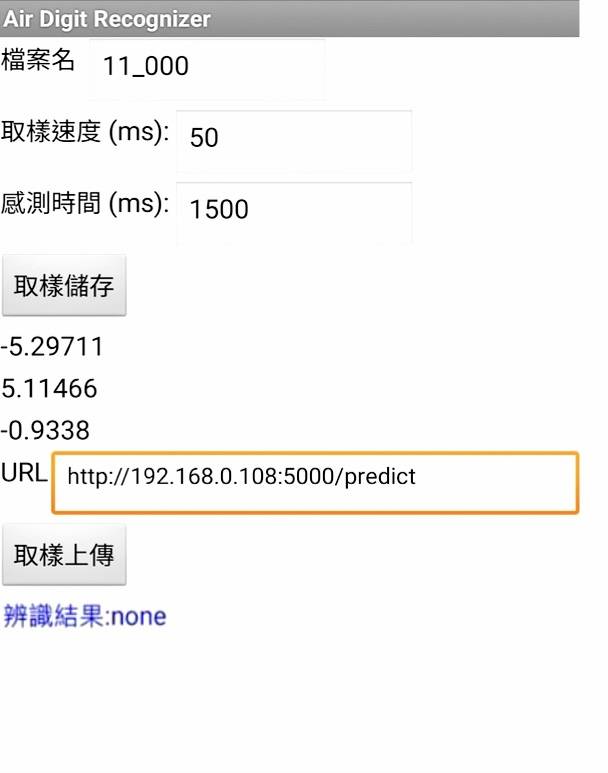 Air Digit Recognizer
檔案名 11_000
取樣速度 (ms): 50
感測時間 (ms): 1500
取樣儲存
-5.29711
5.11466
-0.9338
URL http://192.168.0.108:5000/predict
取樣上傳
辨識結果:none